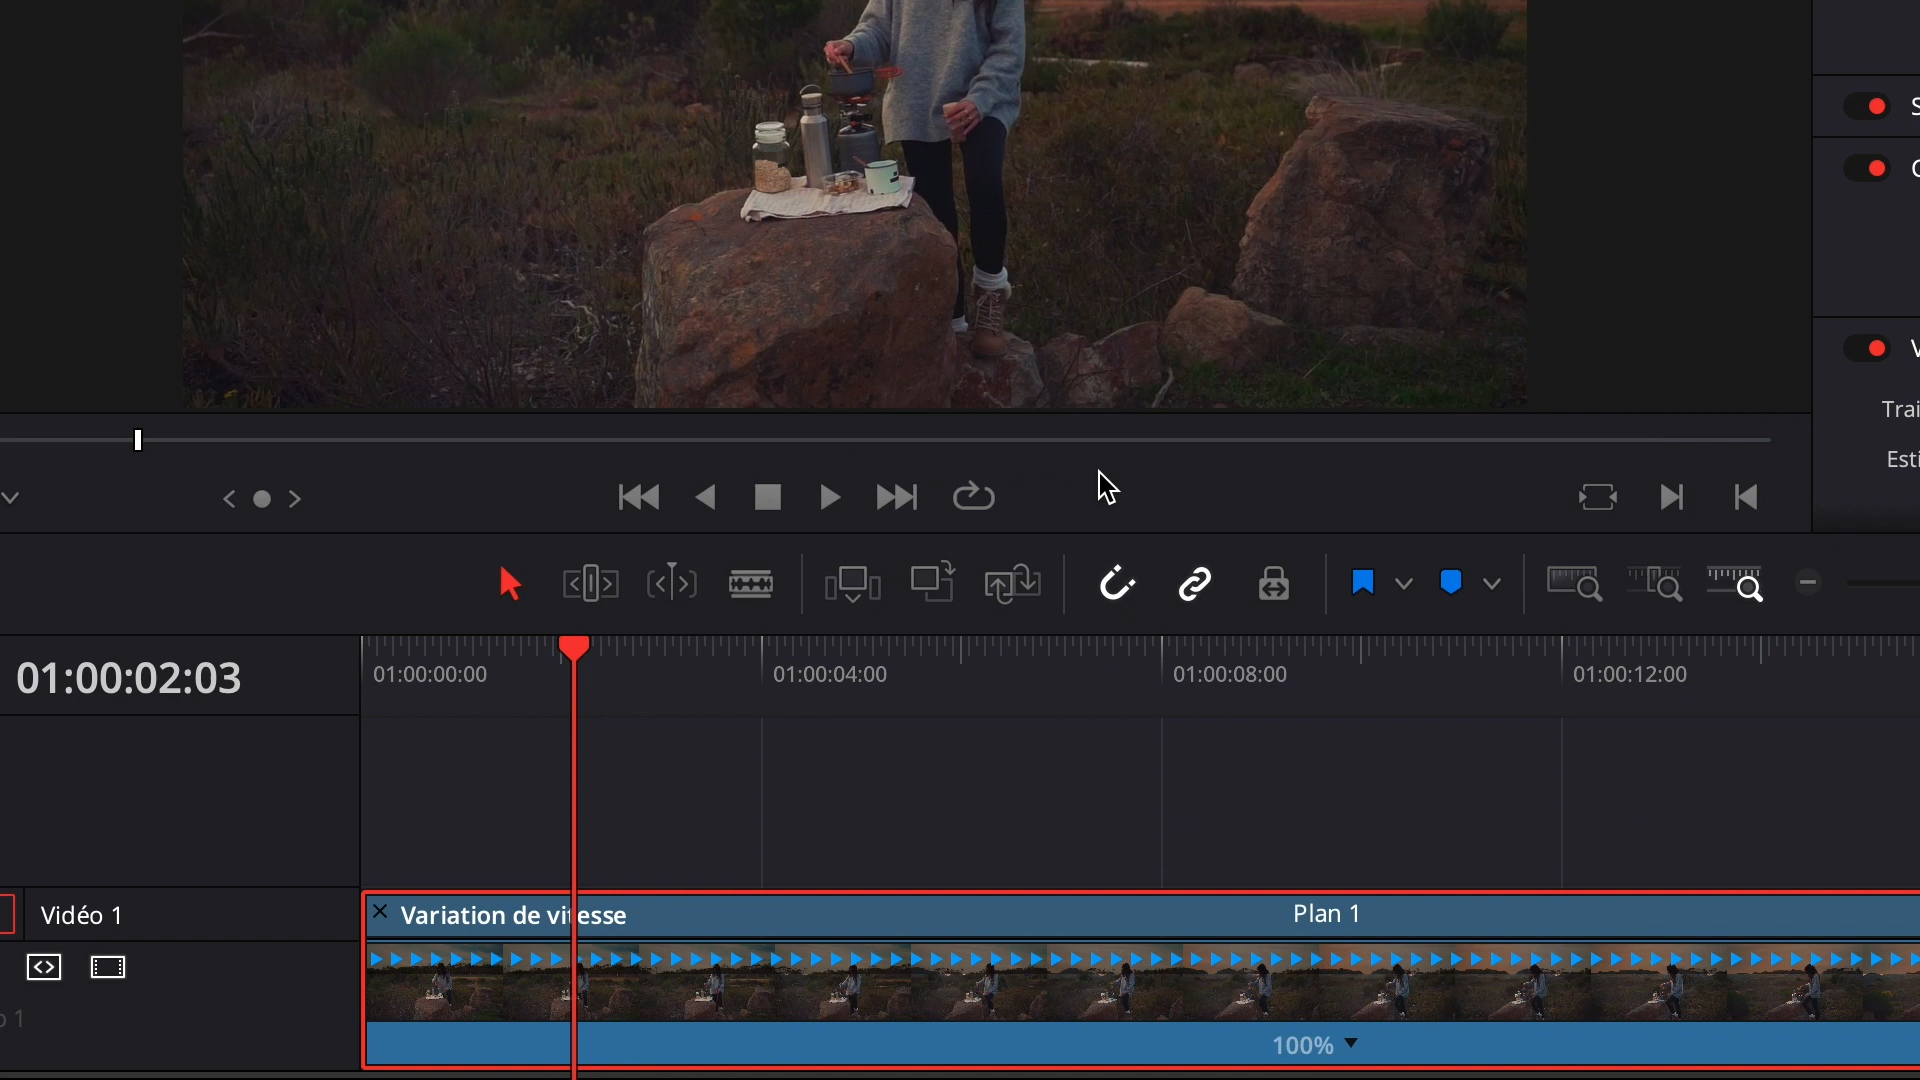 S
C
V
Trai
Esti
01:00:02:03
01:00:00:00
01:00:04:00
01:00:08:00
01:00:12:00
Vidéo 1
Variation de vitesse
Plan 1
o 1
100%